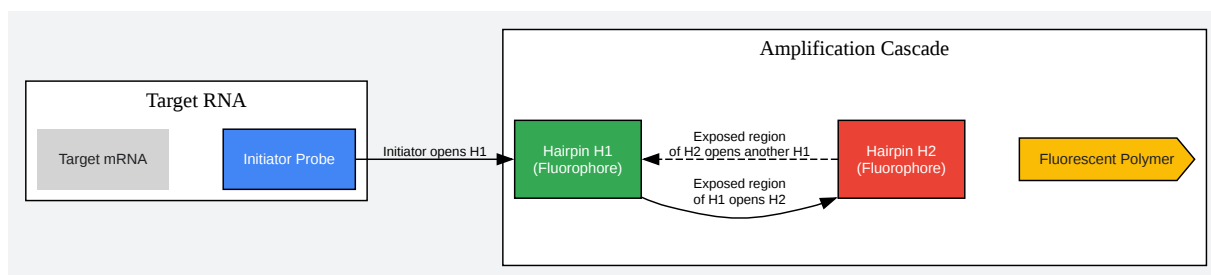 Amplification Cascade
Target RNA
Target mRNA
Initiator Probe
Initiator opens H1
Hairpin H1
(Fluorophore)
Exposed region
of H2 opens another H1
Exposed region
of H1 opens H2
Hairpin H2
(Fluorophore)
Fluorescent Polymer